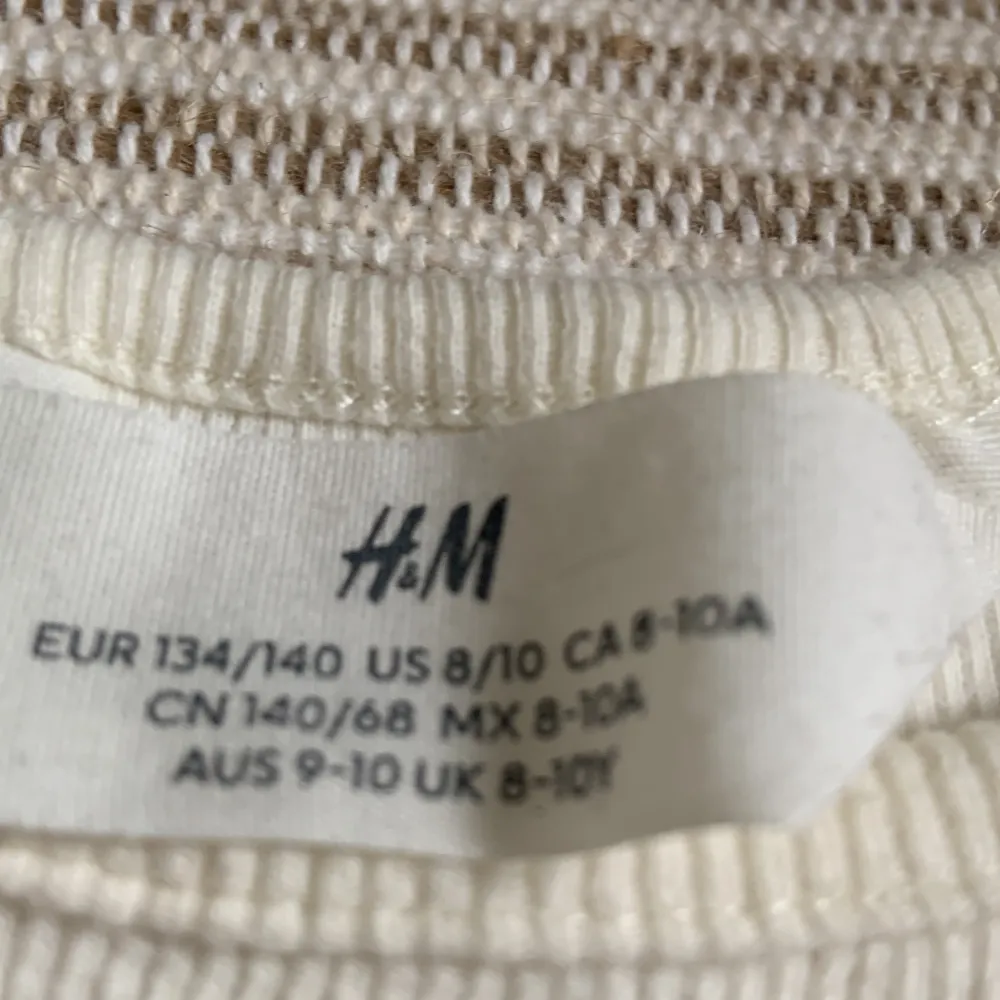 H&M
EUR 134/140 US 8/10 CA 8-10A
CN 140/68 MX 8-10A
AUS 9-10 UK 8-10Y